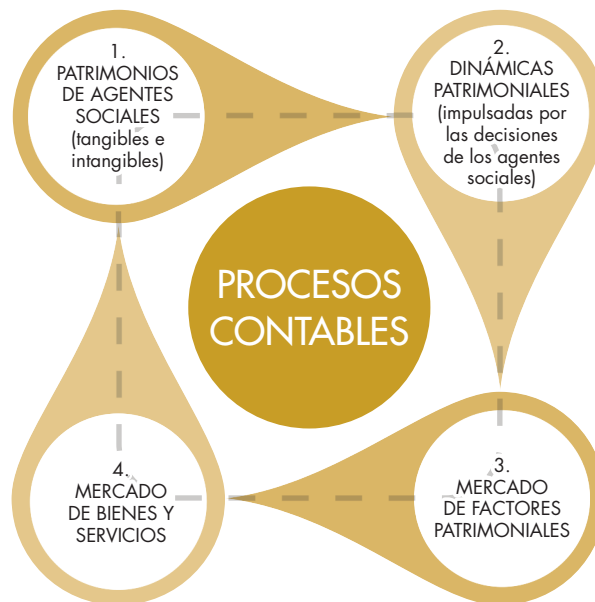 1.
PATRIMONIOS
DE AGENTES
SOCIALES
(tangibles e
intangibles)
2.
DINÁMICAS
PATRIMONIALES
(impulsadas por
las decisiones
de los agentes
sociales)
PROCESOS
CONTABLES
3.
MERCADO
DE FACTORES
PATRIMONIALES
4.
MERCADO
DE BIENES Y
SERVICIOS